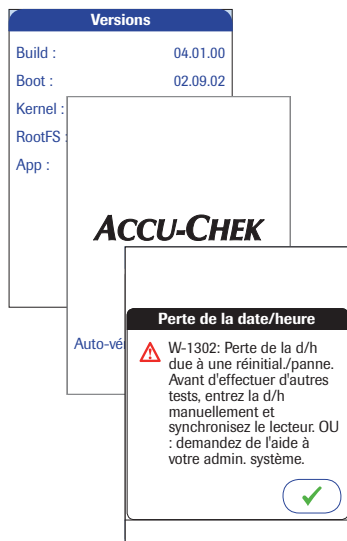 Versions
Build : 04.01.00
Boot : 02.09.02
Kernel :
RootFS :
App :
ACCU-CHEK
Perte de la date/heure
W-1302: Perte de la d/h
due à une réinitial./panne.
Avant d'effectuer d'autres
tests, entrez la d/h
manuellement et
synchronisez le lecteur. OU
: demandez de l'aide à
votre admin. système.